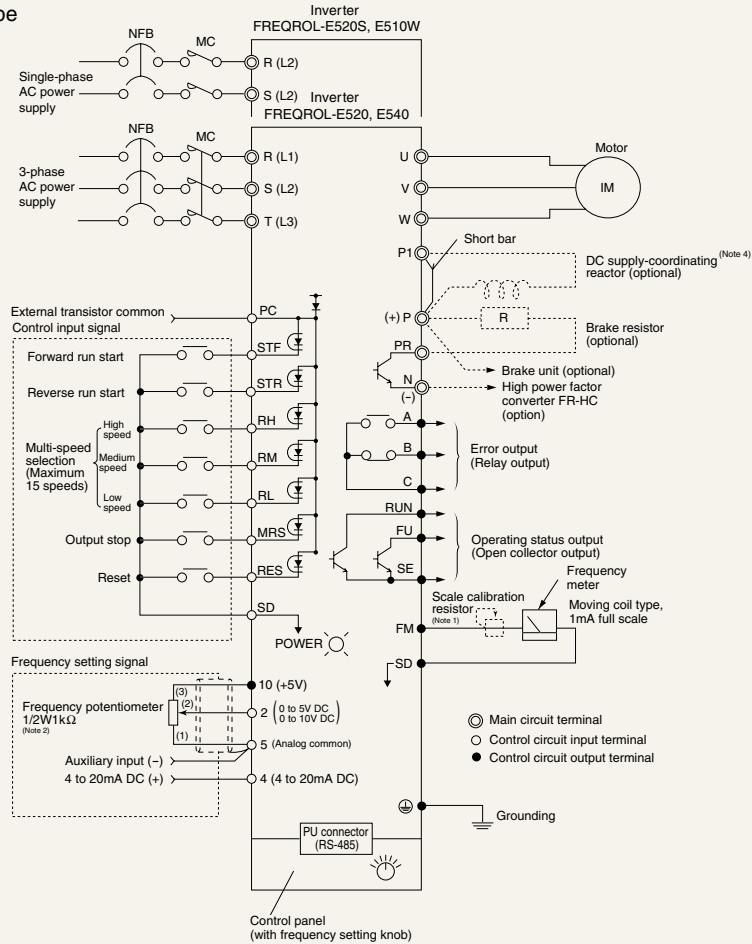 pe
Inverter
FREQROL-E520S, E510W
NFB
MC
R (L2)
S (L2)
Single-phase
AC power
supply
Inverter
FREQROL-E520, E540
NFB
MC
R (L1)
S (L2)
T (L3)
3-phase
AC power
supply
U
V
W
Motor
IM
P1
Short bar
DC supply-coordinating (Note 4)
reactor (optional)
(+) P
R
Brake resistor
(optional)
PR
Brake unit (optional)
N
(–)
High power factor
converter FR-HC
(option)
External transistor common
PC
Control input signal
Forward run start
STF
Reverse run start
STR
Multi-speed
selection
(Maximum
15 speeds)
High
speed
RH
Medium
speed
RM
Low
speed
RL
Output stop
MRS
Reset
RES
SD
POWER
A
B
C
Error output
(Relay output)
RUN
FU
SE
Operating status output
(Open collector output)
Frequency
meter
Scale calibration
resistor
(Note 1)
Moving coil type,
1mA full scale
FM
SD
Frequency setting signal
Frequency potentiometer
1/2W1kΩ
(Note 2)
(3)
(2)
(1)
10 (+5V)
2 (0 to 5V DC
0 to 10V DC)
5 (Analog common)
Auxiliary input (–)
4 to 20mA DC (+)
4 (4 to 20mA DC)
Main circuit terminal
Control circuit input terminal
Control circuit output terminal
Grounding
PU connector
(RS-485)
Control panel
(with frequency setting knob)